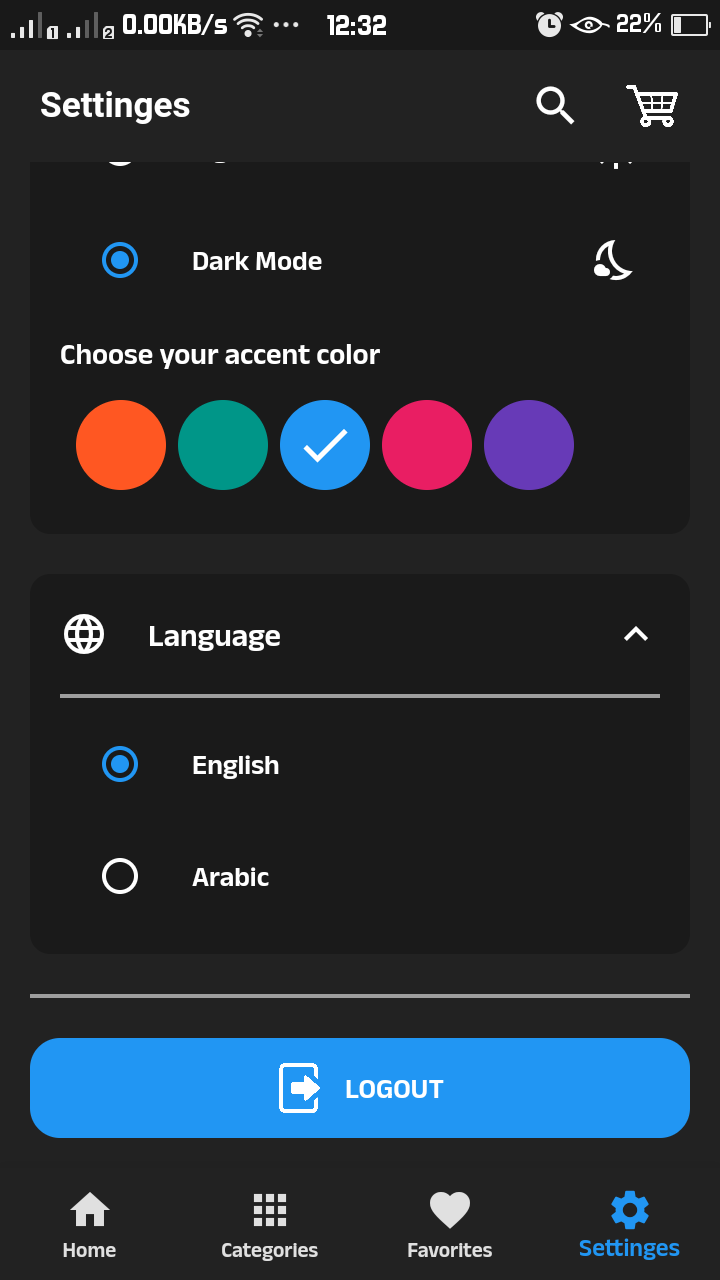 1 2 0.00KB/s ... 12:32 22%
Settinges
Dark Mode
Choose your accent color
Language
English
Arabic
LOGOUT
Home Categories Favorites Settinges